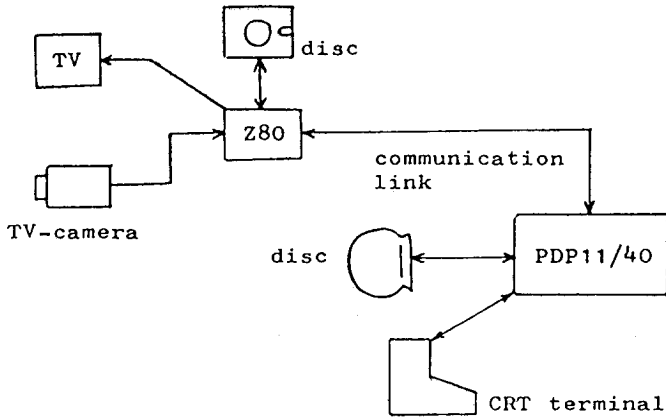 TV
disc
Z80
communication
link
TV-camera
disc
PDP11/40
CRT terminal